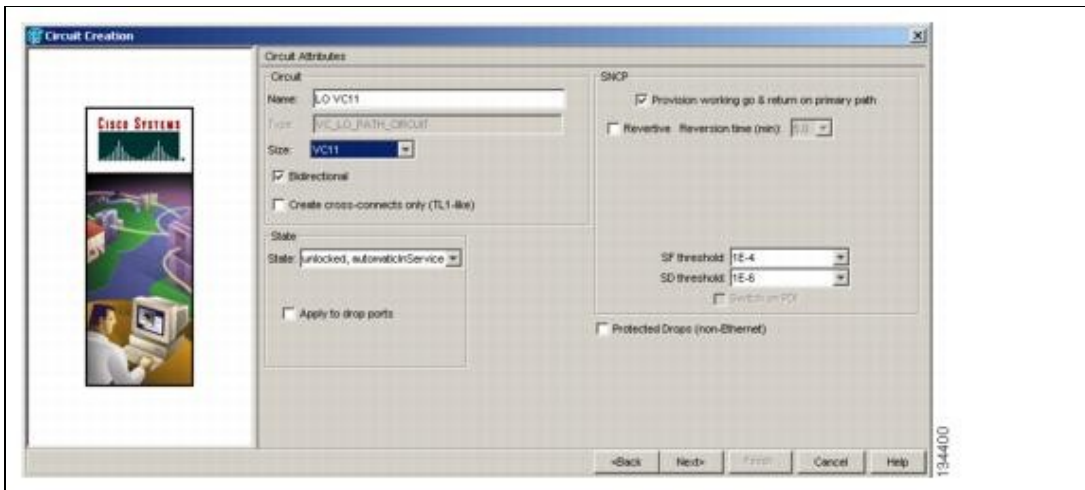 Circuit Creation
Circuit Attributes
Circuit
Name: LO VC11
Type: VC_LO_PATH_CIRCUIT
Size: VC11
Bidirectional
Create cross-connects only (TL1-like)
State
State: unlocked, automaticInService
Apply to drop ports
SNCP
Provision working go & return on primary path
Revertive Reversion time (min): 5.0
SF threshold: 1E-4
SD threshold: 1E-6
Switch on PDI
Protected Drops (non-Ethernet)
CISCO SYSTEMS
<Back
Next>
Finish
Cancel
Help
134400